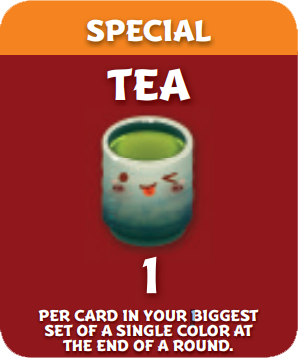 SPECIAL
TEA
1
PER CARD IN YOUR BIGGEST
SET OF A SINGLE COLOR AT
THE END OF A ROUND.